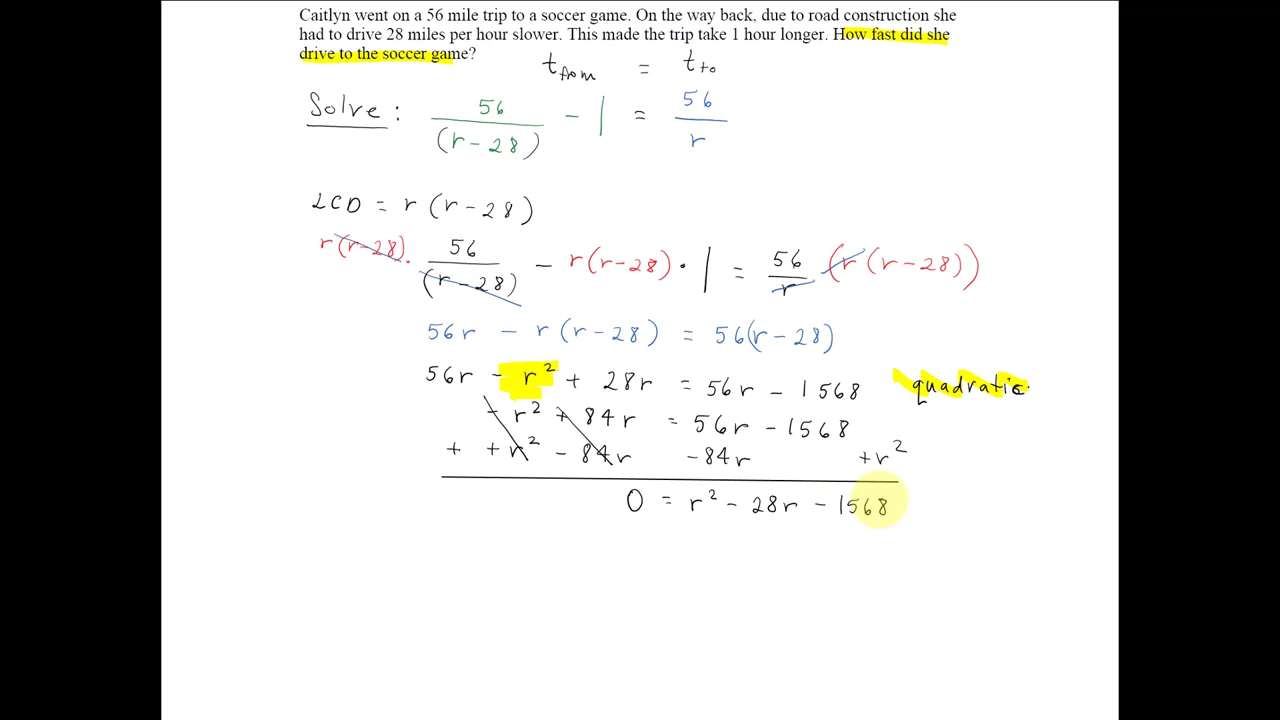 Caitlyn went on a 56 mile trip to a soccer game. On the way back, due to road construction she
had to drive 28 miles per hour slower. This made the trip take 1 hour longer. How fast did she
drive to the soccer game?
t_from = t_to
Solve: 56/(r-28) - 1 = 56/r
LCD = r(r-28)
r(r-28) · 56/(r-28) - r(r-28) · 1 = 56/r (r(r-28))
56r - r(r-28) = 56(r-28)
56r - r² + 28r = 56r - 1568 quadratic
- r² + 84r = 56r - 1568
+ +r² - 84r -84r +r²
0 = r² - 28r - 1568